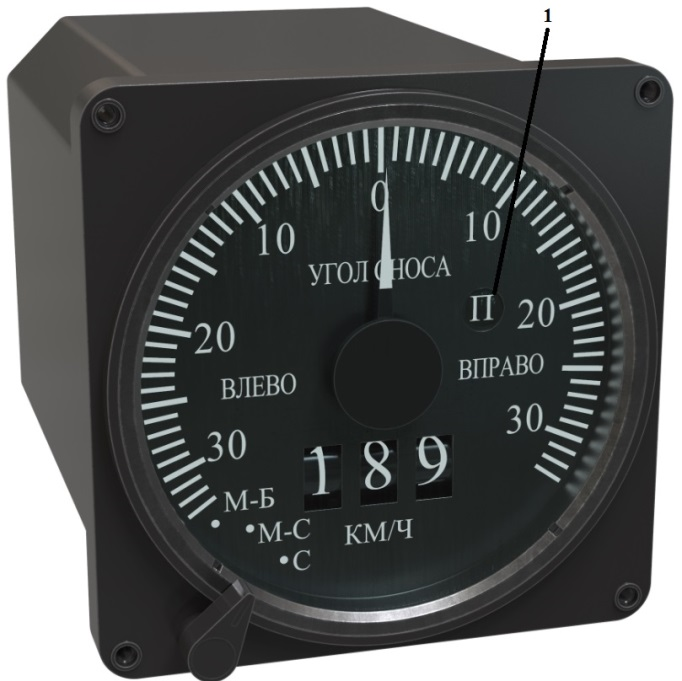 1
0
10
10
УГОЛ СНОСА
П
20
20
ВЛЕВО
ВПРАВО
30
30
189
М-Б
М-С
КМ/Ч
С